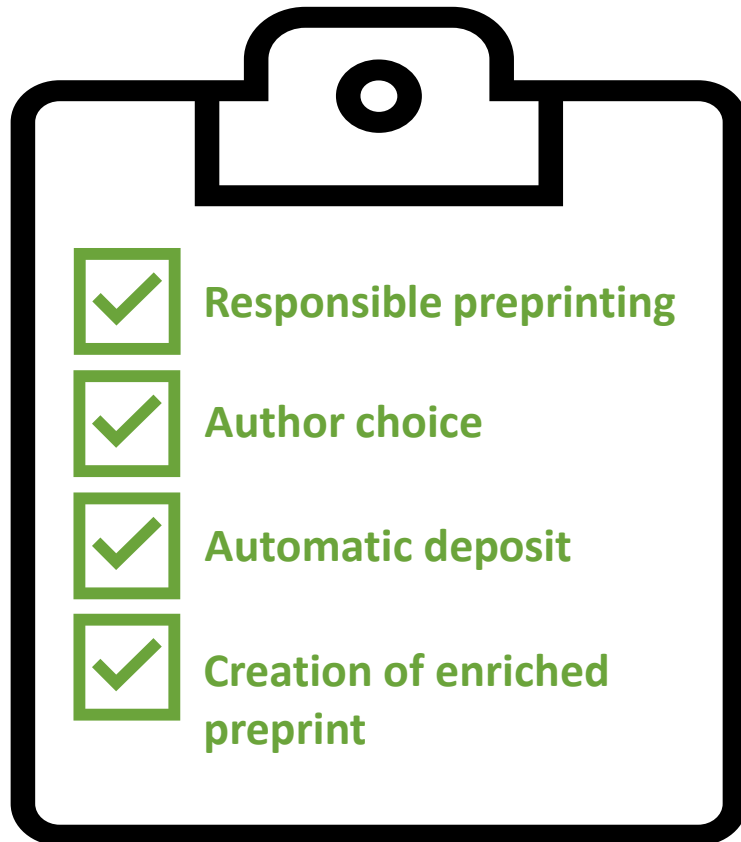 Responsible preprinting
Author choice
Automatic deposit
Creation of enriched
preprint